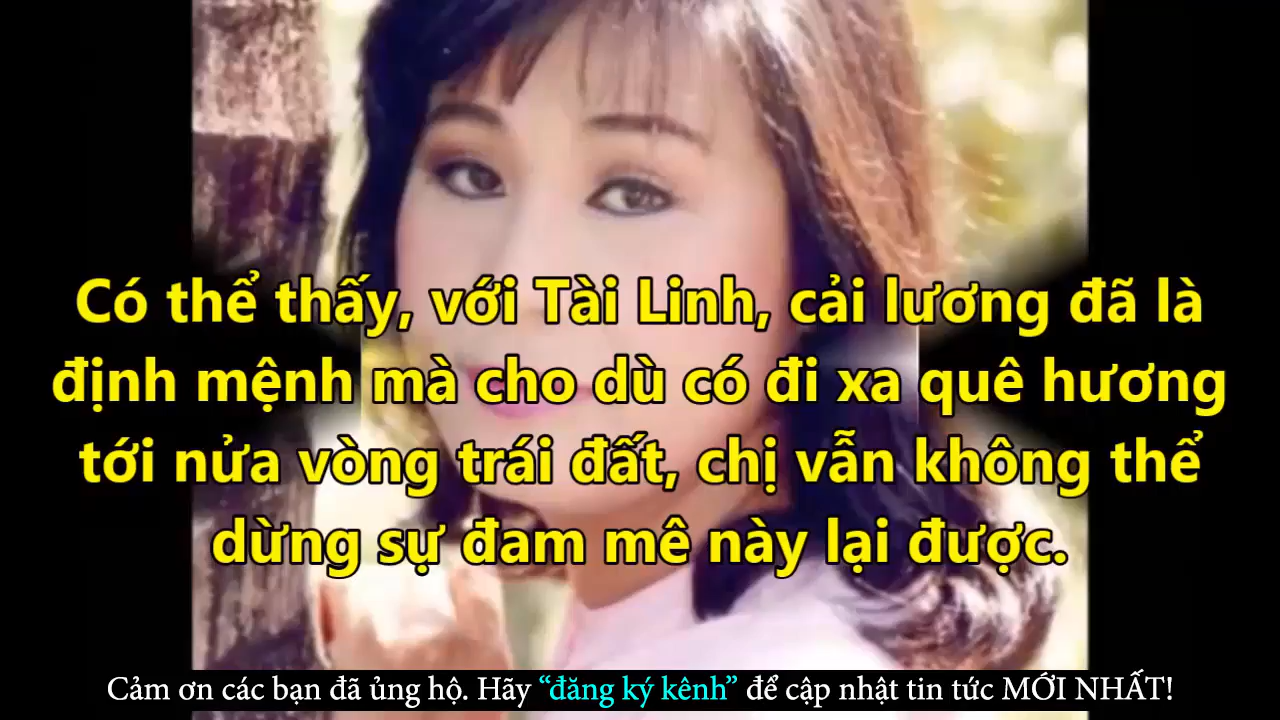 Có thể thấy, với Tài Linh, cải lương đã là
định mệnh mà cho dù có đi xa quê hương
tới nửa vòng trái đất, chị vẫn không thể
dừng sự đam mê này lại được.
Cảm ơn các bạn đã ủng hộ. Hãy “đăng ký kênh” để cập nhật tin tức MỚI NHẤT!